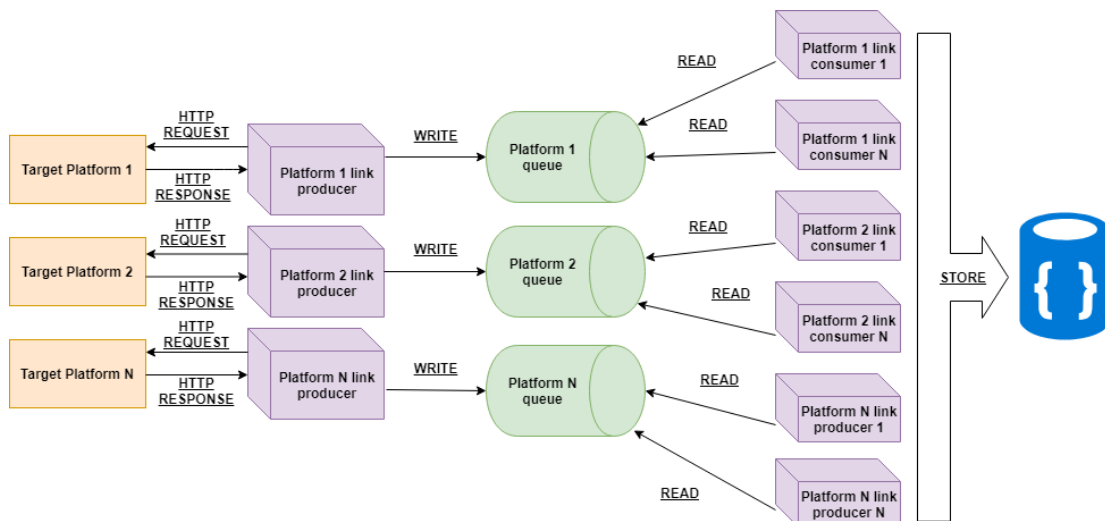 Platform 1 link
consumer 1
READ
HTTP
REQUEST
Target Platform 1
HTTP
RESPONSE
Platform 1 link
producer
WRITE
Platform 1
queue
READ
Platform 1 link
consumer N
HTTP
REQUEST
Target Platform 2
HTTP
RESPONSE
Platform 2 link
producer
WRITE
Platform 2
queue
READ
Platform 2 link
consumer 1
READ
Platform 2 link
consumer N
STORE
{ }
HTTP
REQUEST
Target Platform N
HTTP
RESPONSE
Platform N link
producer
WRITE
Platform N
queue
READ
Platform N link
producer 1
READ
Platform N link
producer N